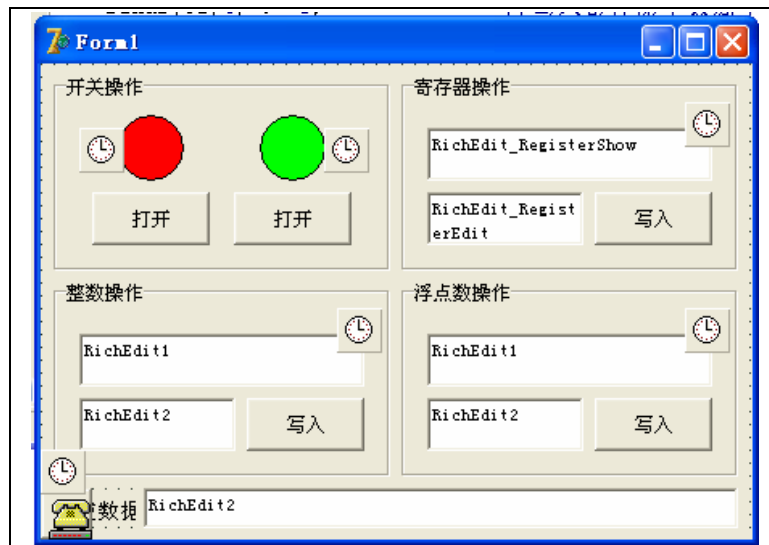 Form1
开关操作
打开
打开
寄存器操作
RichEdit_RegisterShow
RichEdit_Regist
erEdit
写入
整数操作
RichEdit1
RichEdit2
写入
浮点数操作
RichEdit1
RichEdit2
写入
数据
RichEdit2